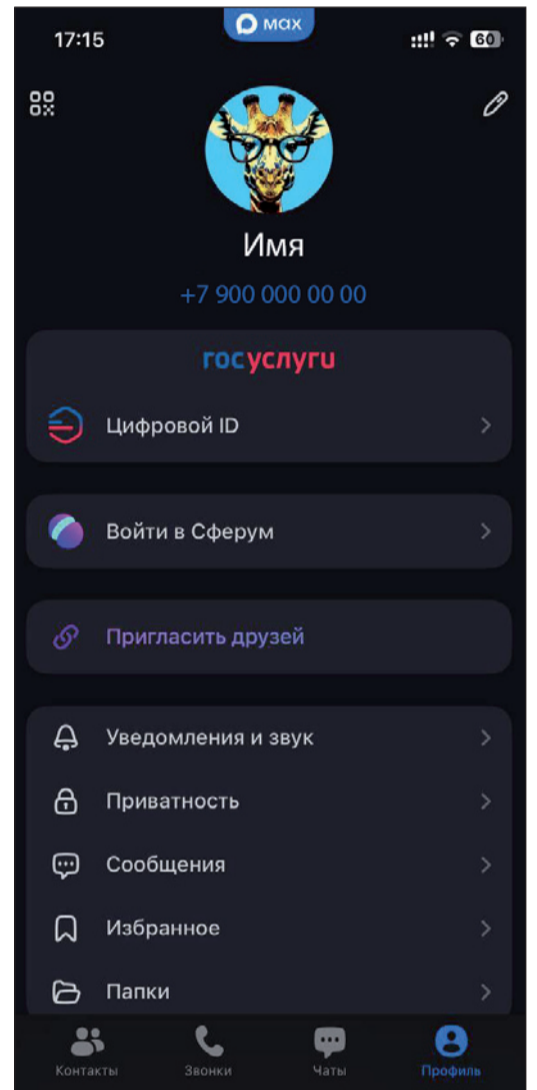 17:15
max
60
Имя
+7 900 000 00 00
госуслуги
Цифровой ID
Войти в Сферум
Пригласить друзей
Уведомления и звук
Приватность
Сообщения
Избранное
Папки
Контакты
Звонки
Чаты
Профиль